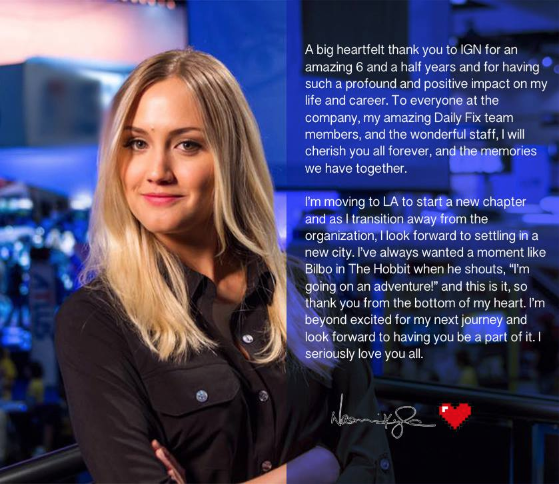 A big heartfelt thank you to IGN for an
amazing 6 and a half years and for having
such a profound and positive impact on my
life and career. To everyone at the
company, my amazing Daily Fix team
members, and the wonderful staff, I will
cherish you all forever, and the memories
we have together.
I'm moving to LA to start a new chapter
and as I transition away from the
organization, I look forward to settling in a
new city. I've always wanted a moment like
Bilbo in The Hobbit when he shouts, “I'm
going on an adventure!” and this is it, so
thank you from the bottom of my heart. I'm
beyond excited for my next journey and
look forward to having you be a part of it. I
seriously love you all.